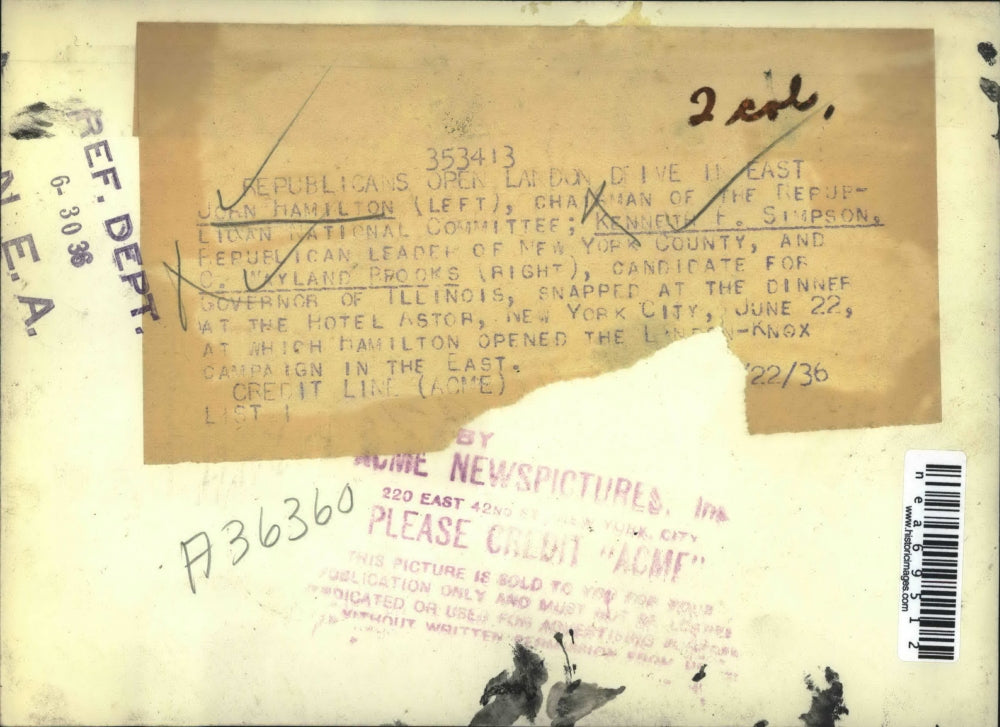 2 col.
353413
REPUBLICANS OPEN LANDON DRIVE IN EAST
JOHN HAMILTON (LEFT), CHAIRMAN OF THE REPUB-
LICAN NATIONAL COMMITTEE; KENNETH F. SIMPSON,
REPUBLICAN LEADER OF NEW YORK COUNTY, AND
C. WAYLAND BROOKS (RIGHT), CANDIDATE FOR
GOVERNOR OF ILLINOIS, SNAPPED AT THE DINNER
AT THE HOTEL ASTOR, NEW YORK CITY, JUNE 22,
AT WHICH HAMILTON OPENED THE LANDON-KNOX
CAMPAIGN IN THE EAST.
CREDIT LINE (ACME) /22/36
LIST 1
REF. DEPT.
6-30 36
N.E.A.
A36360
BY
ACME NEWSPICTURES, Inc
220 EAST 42ND ST., NEW YORK, CITY
PLEASE CREDIT "ACME"
THIS PICTURE IS SOLD TO YOU FOR YOUR
PUBLICATION ONLY AND MUST NOT BE LOANED
OR USED FOR ADVERTISING
WITHOUT WRITTEN PERMISSION FROM
nea69512
www.historicimages.com